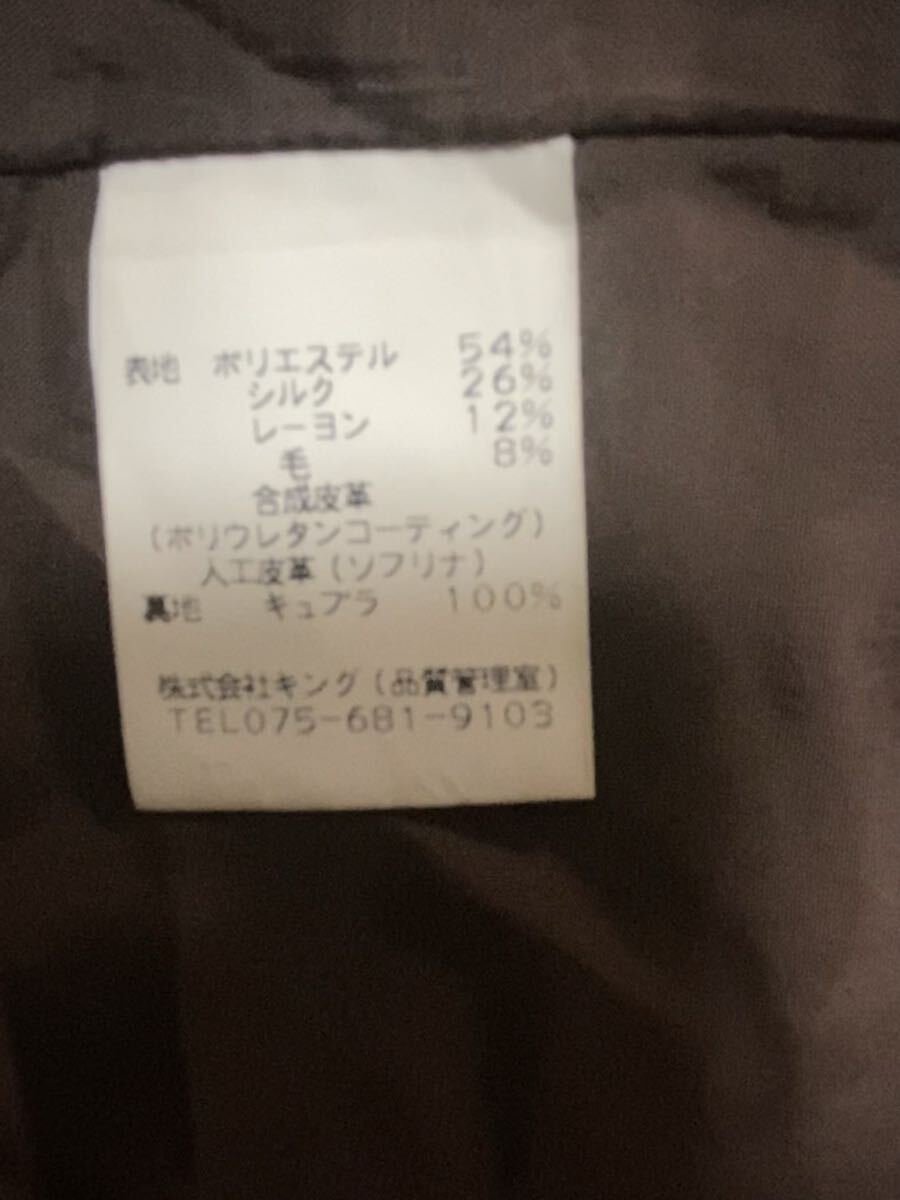 表地 ポリエステル 54%
シルク 26%
レーヨン 12%
毛 8%
合成皮革
(ポリウレタンコーティング)
人工皮革(ソフリナ)
裏地 キュプラ 100%
株式会社キング(品質管理室)
TEL075-681-9103